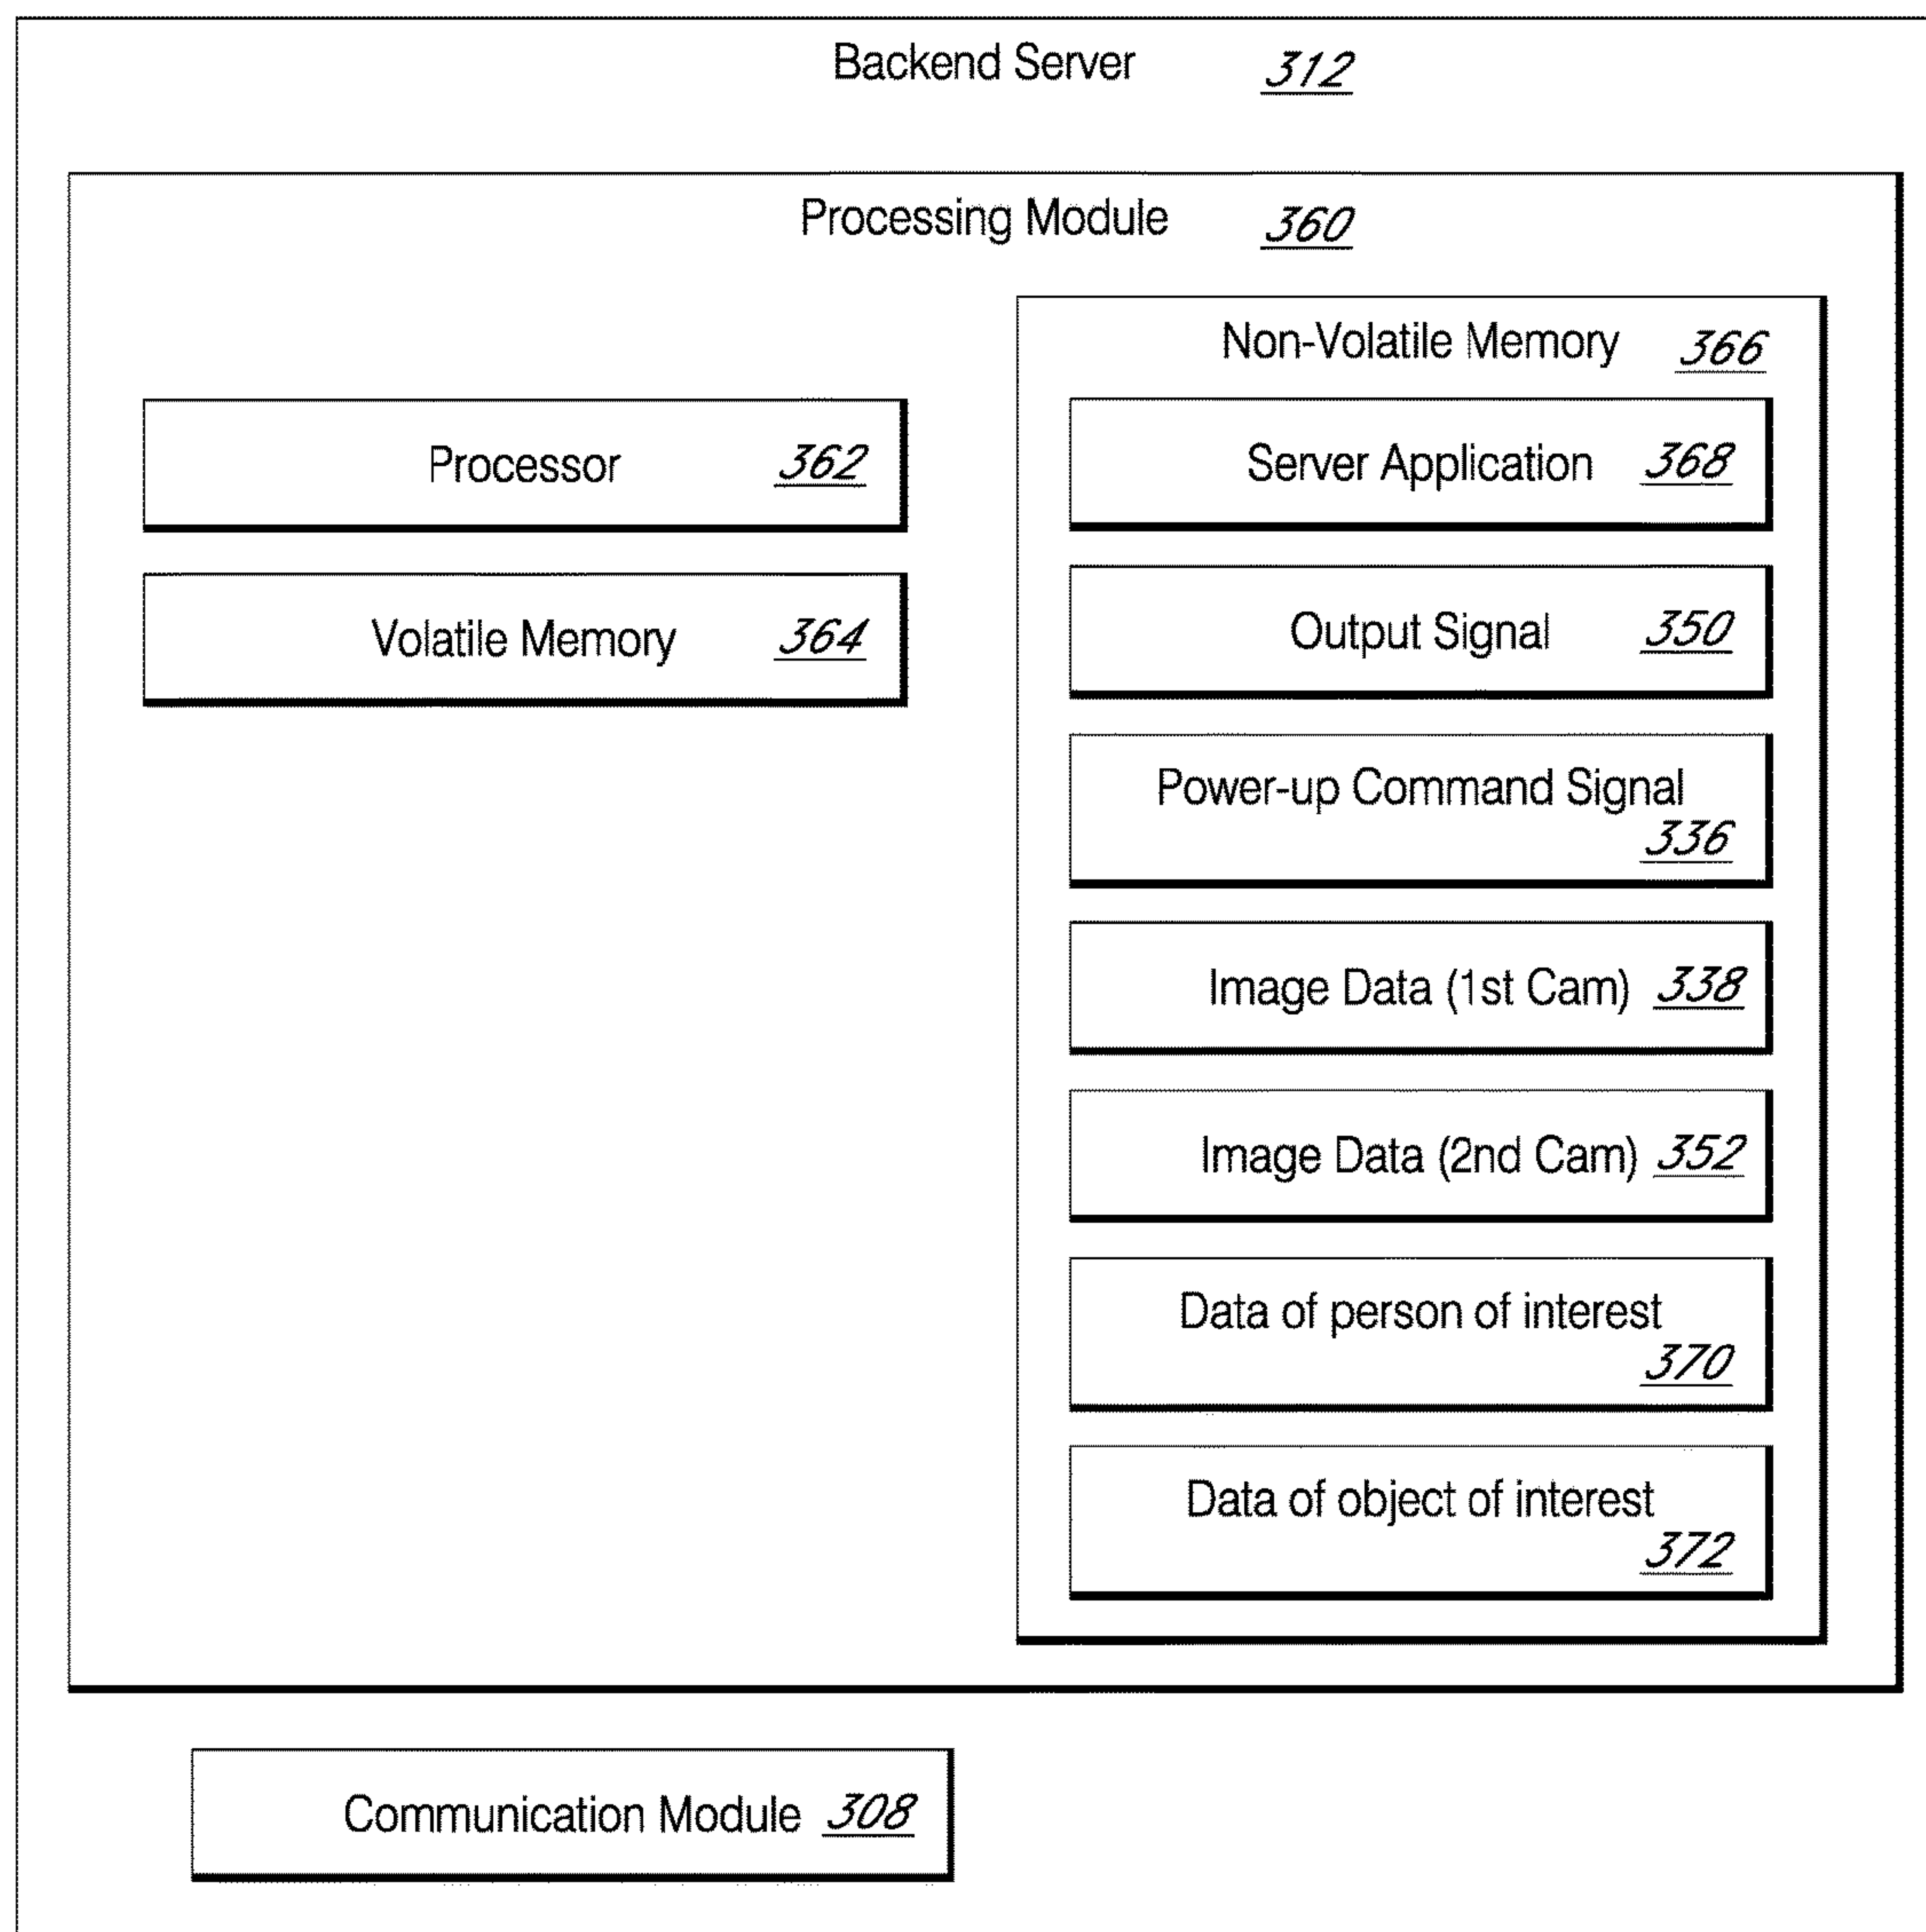 Backend Server 312
Processing Module 360
Processor 362
Volatile Memory 364
Non-Volatile Memory 366
Server Application 368
Output Signal 350
Power-up Command Signal
336
Image Data (1st Cam) 338
Image Data (2nd Cam) 352
Data of person of interest
370
Data of object of interest
372
Communication Module 308